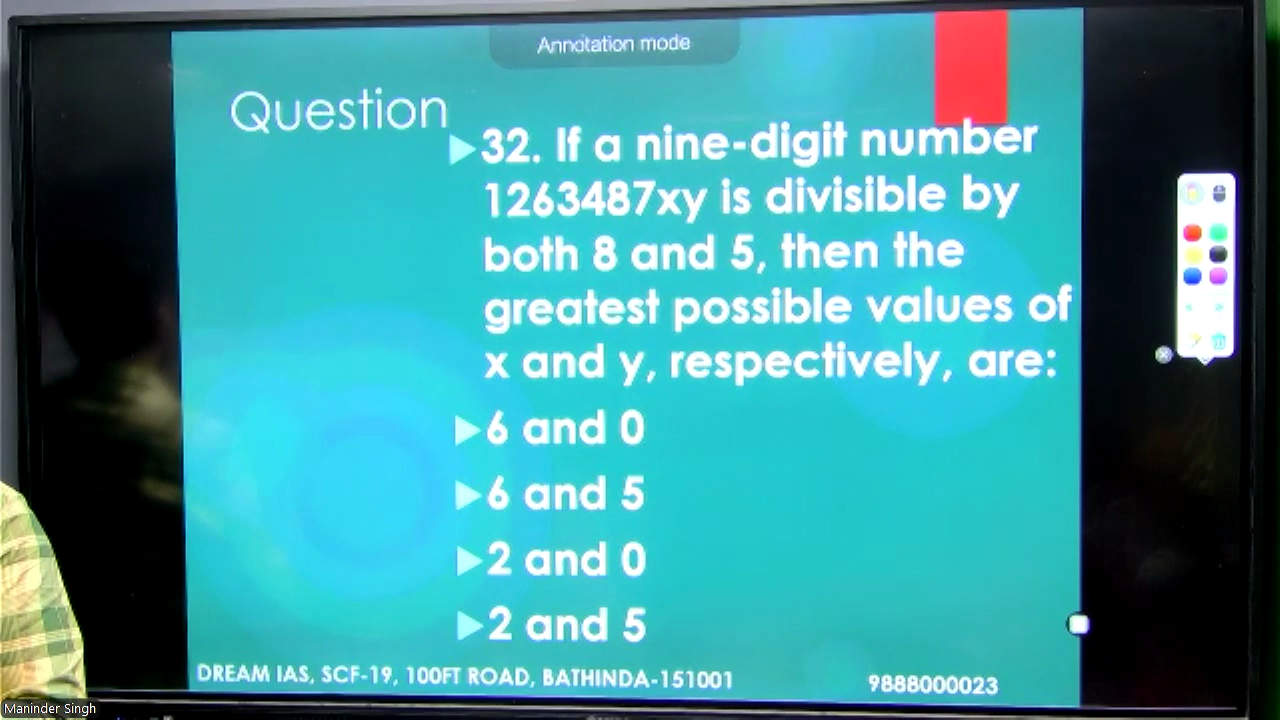 Annotation mode
Question
32. If a nine-digit number
1263487xy is divisible by
both 8 and 5, then the
greatest possible values of
x and y, respectively, are:
6 and 0
6 and 5
2 and 0
2 and 5
DREAM IAS, SCF-19, 100FT ROAD, BATHINDA-151001
9888000023
Maninder Singh